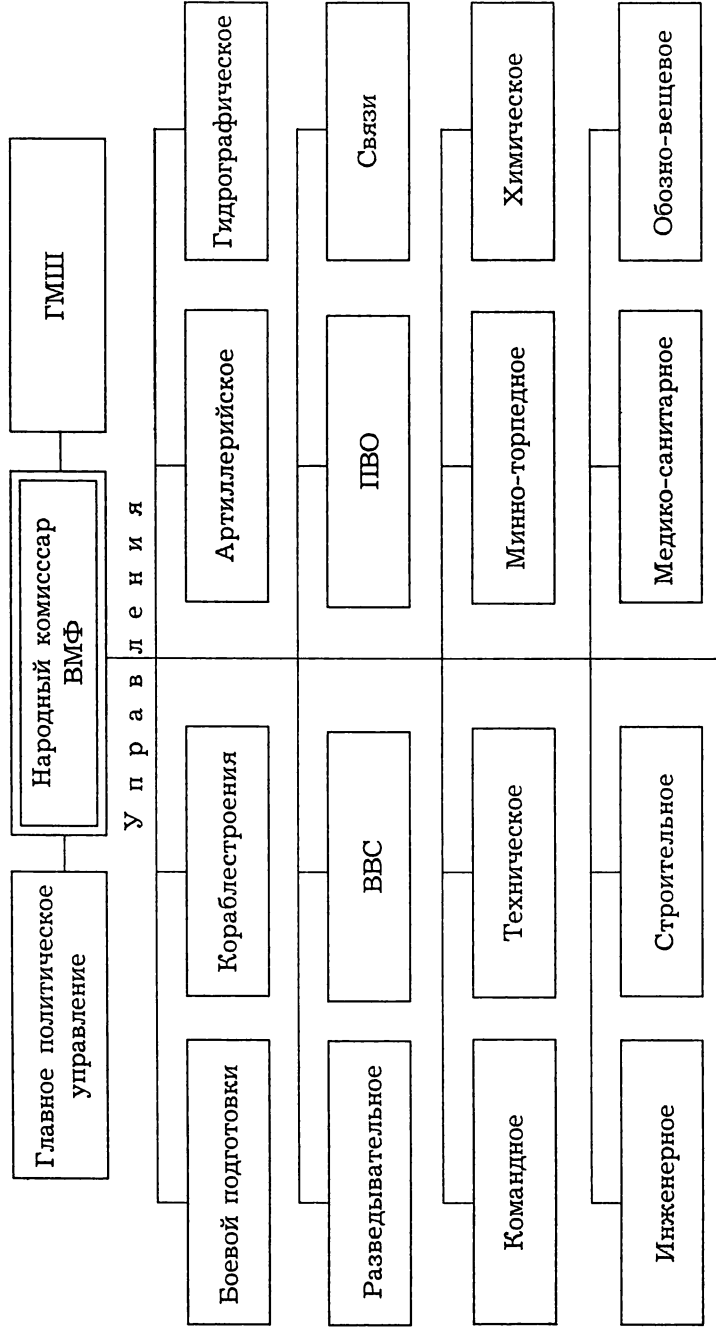 Главное политическое
управление
Народный комисссар
ВМФ
ГМШ
Управления
Боевой подготовки
Кораблестроения
Артиллерийское
Гидрографическое
Разведывательное
ВВС
ПВО
Связи
Командное
Техническое
Минно-торпедное
Химическое
Инженерное
Строительное
Медико-санитарное
Обозно-вещевое